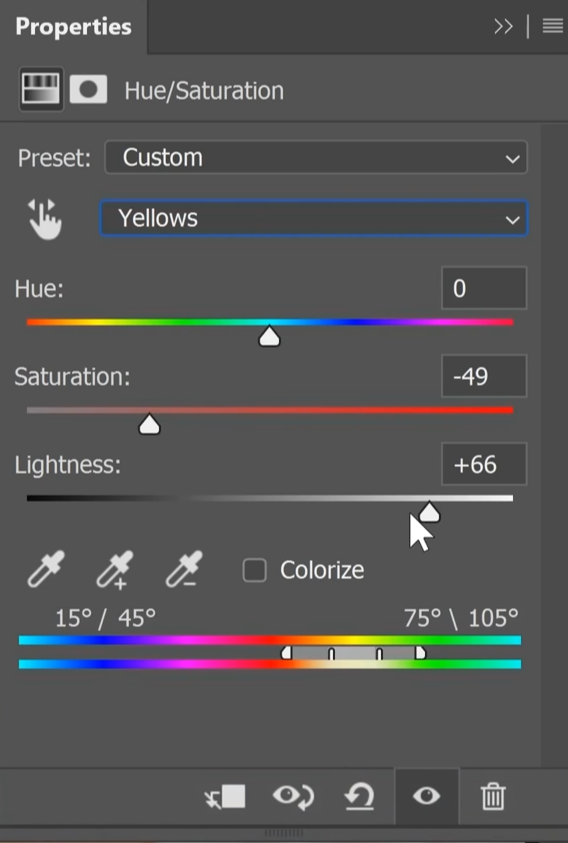 Properties
Hue/Saturation
Preset: Custom
Yellows
Hue: 0
Saturation: -49
Lightness: +66
Colorize
15° / 45° 75° \ 105°